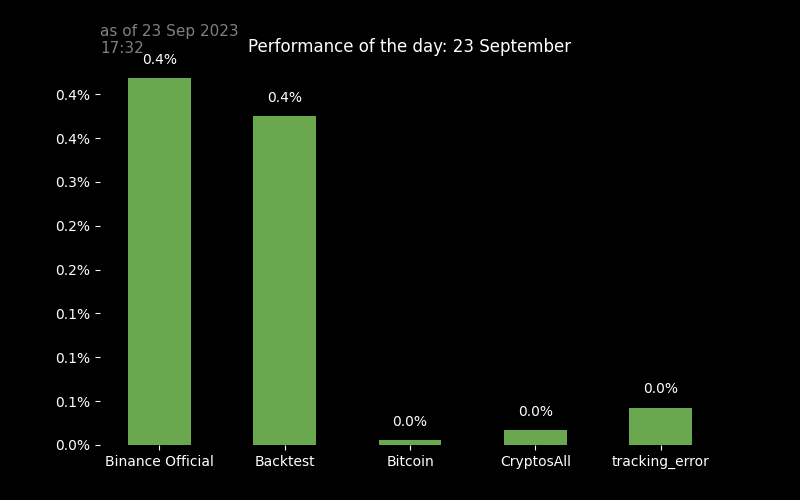 as of 23 Sep 2023
17:32
Performance of the day: 23 September
0.4%
0.4%
0.4%
0.4%
0.3%
0.2%
0.2%
0.1%
0.1%
0.1%
0.0%
0.0%
0.0%
0.0%
Binance Official
Backtest
Bitcoin
CryptosAll
tracking_error